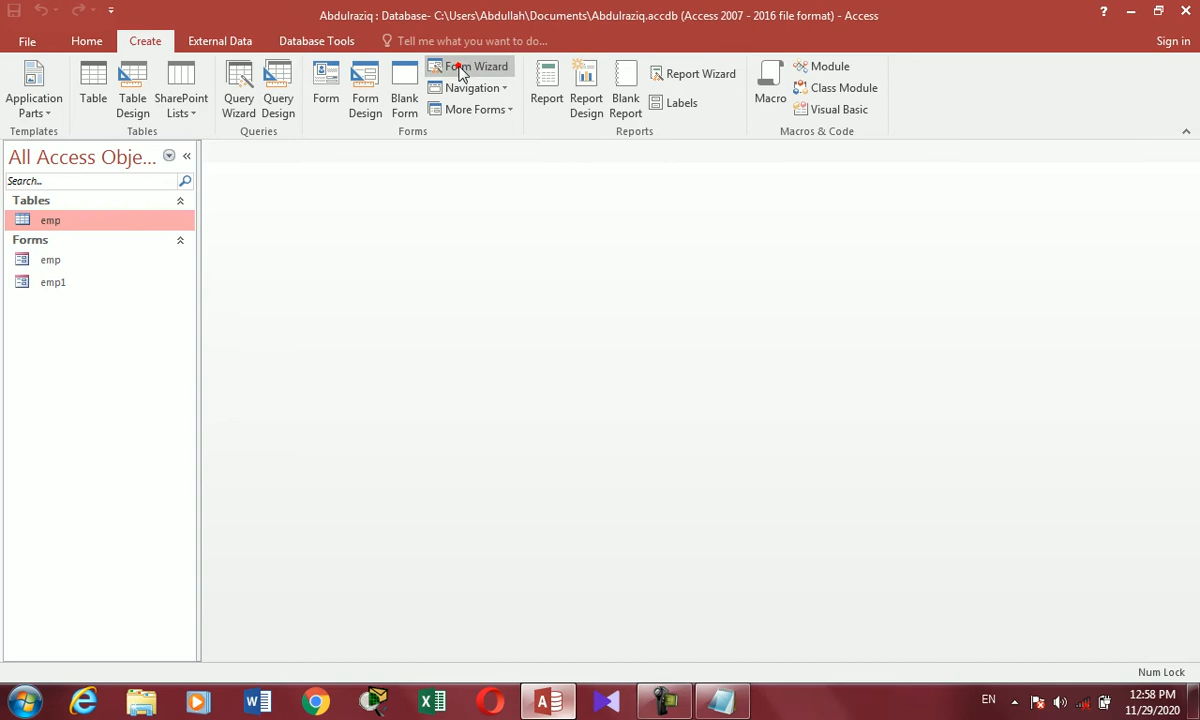 Abdulraziq : Database- C:\Users\Abdullah\Documents\Abdulraziq.accdb (Access 2007 - 2016 file format) - Access
?
File
Home
Create
External Data
Database Tools
Tell me what you want to do...
Sign in
Application Parts
Table
Table Design
SharePoint Lists
Query Wizard
Query Design
Form
Form Design
Blank Form
Form Wizard
Navigation
More Forms
Report
Report Design
Blank Report
Report Wizard
Labels
Macro
Module
Class Module
Visual Basic
Templates
Tables
Queries
Forms
Reports
Macros & Code
All Access Obje...
Search...
Tables
emp
Forms
emp
emp1
Num Lock
EN
12:58 PM
11/29/2020